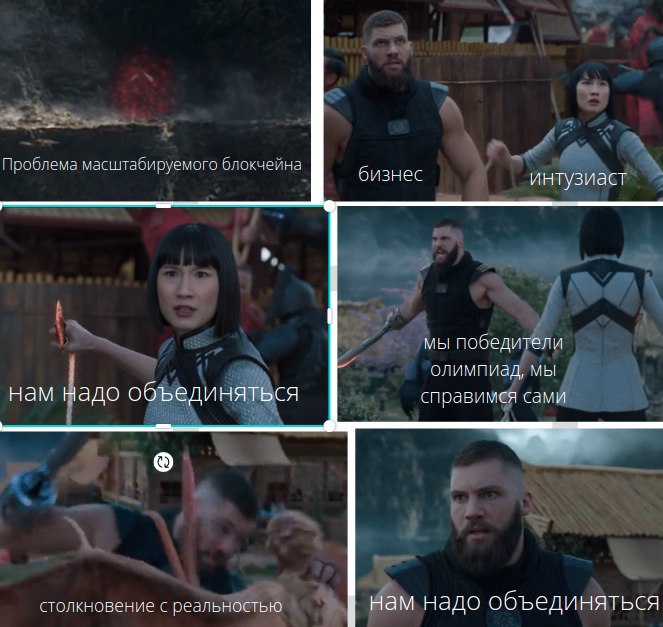 Проблема масштабируемого блокчейна
бизнес
интузиаст
нам надо объединяться
мы победители
олимпиад, мы
справимся сами
столкновение с реальностью
нам надо объединяться